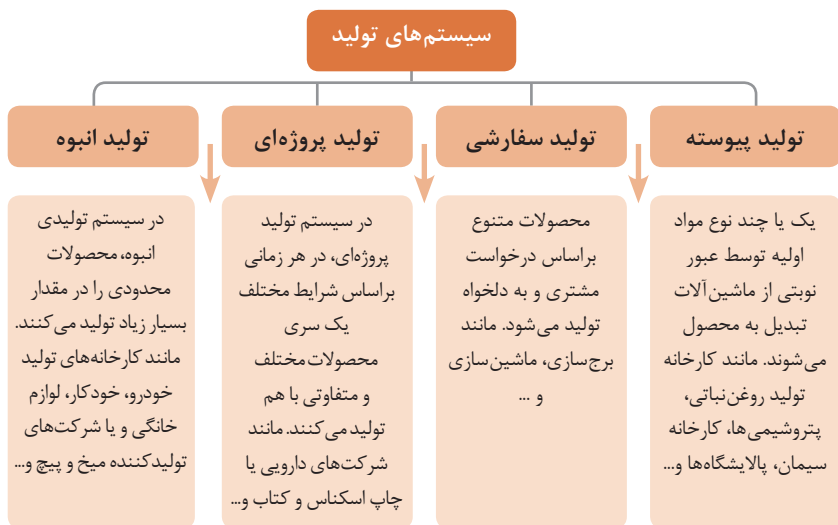 سیستم‌های تولید
تولید پیوسته
یک یا چند نوع مواد
اولیه توسط عبور
نوبتی از ماشین‌آلات
تبدیل به محصول
می‌شوند. مانند کارخانه
تولید روغن‌نباتی،
پتروشیمی‌ها، کارخانه
سیمان، پالایشگاه‌ها و...
تولید سفارشی
محصولات متنوع
براساس درخواست
مشتری و به دلخواه
تولید می‌شود. مانند
برج‌سازی، ماشین‌سازی
و ...
تولید پروژه‌ای
در سیستم تولید
پروژه‌ای، در هر زمانی
براساس شرایط مختلف
یک سری
محصولات مختلف
و متفاوتی با هم
تولید می‌کنند. مانند
شرکت‌های دارویی یا
چاپ اسکناس و کتاب و...
تولید انبوه
در سیستم تولیدی
انبوه، محصولات
محدودی را در مقدار
بسیار زیاد تولید می‌کنند.
مانند کارخانه‌های تولید
خودرو، خودکار، لوازم
خانگی و یا شرکت‌های
تولیدکننده میخ و پیچ و...